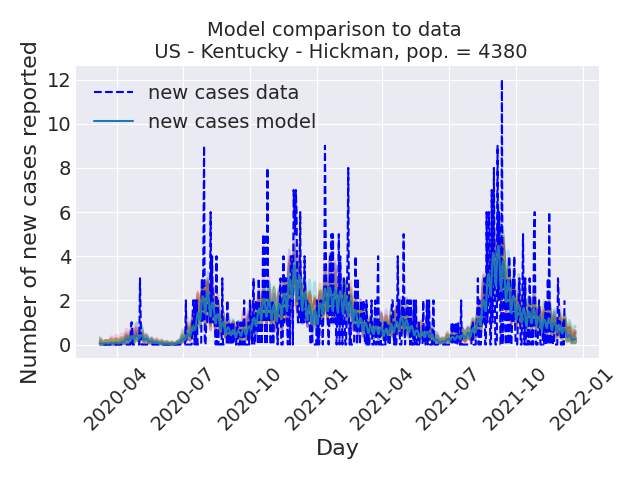 Model comparison to data
US - Kentucky - Hickman, pop. = 4380
Number of new cases reported
12
10
8
6
4
2
0
new cases data
new cases model
2020-04
2020-07
2020-10
2021-01
2021-04
2021-07
2021-10
2022-01
Day